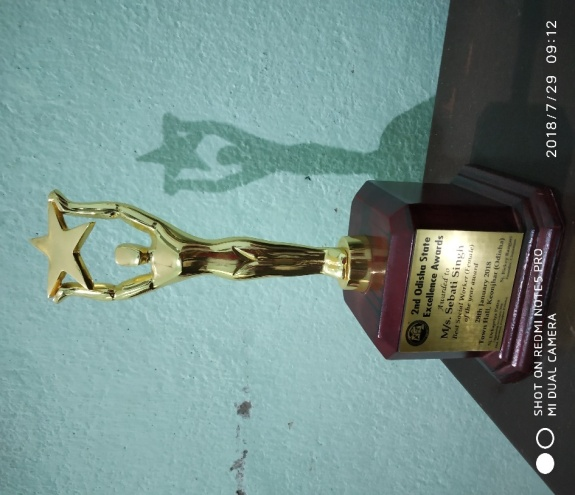 2nd Odisha State
Excellence Awards
Awarded to
M/s. Sebati Singh
Best Social Worker (Female)
of the year award
20th January 2018
Town Hall, Keonjhar (Odisha)
SHOT ON REDMI NOTE 5 PRO
MI DUAL CAMERA
2018/7/29 09:12